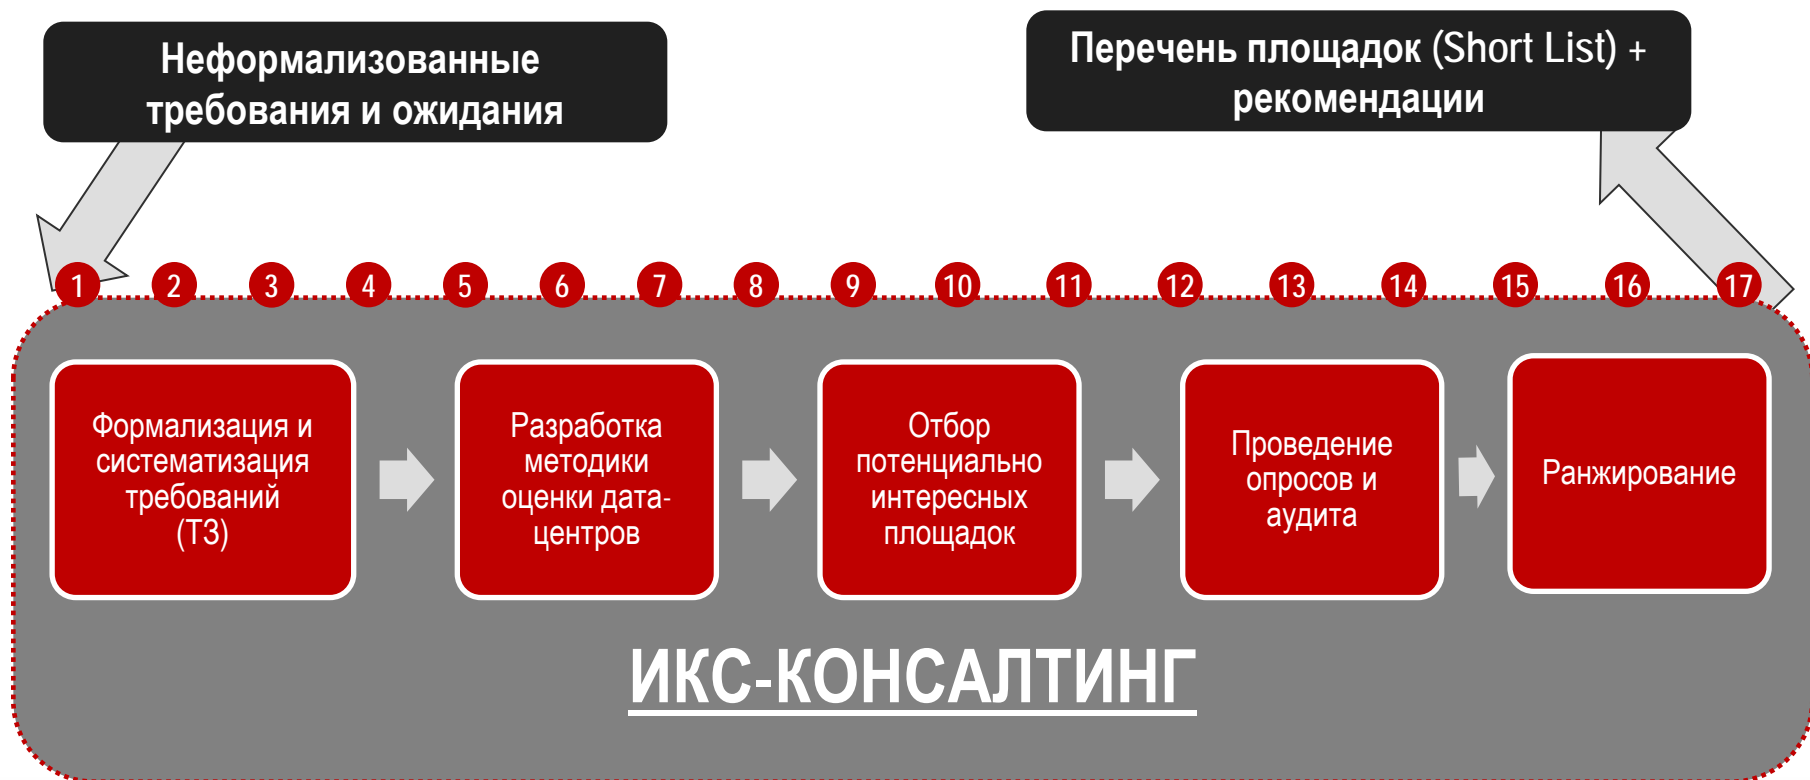 Неформализованные
требования и ожидания
Перечень площадок (Short List) +
рекомендации
1 2 3 4 5 6 7 8 9 10 11 12 13 14 15 16 17
Формализация и
систематизация
требований
(ТЗ)
Разработка
методики
оценки дата-
центров
Отбор
потенциально
интересных
площадок
Проведение
опросов и
аудита
Ранжирование
ИКС-КОНСАЛТИНГ